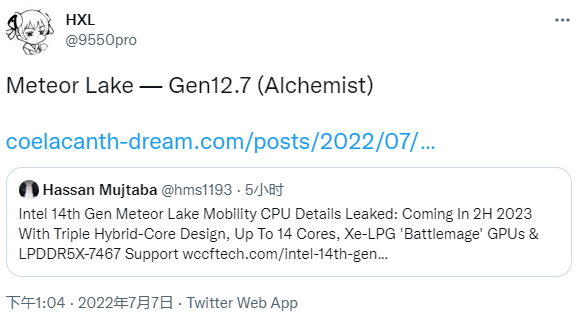 HXL
@9550pro
Meteor Lake — Gen12.7 (Alchemist)
coelacanth-dream.com/posts/2022/07/...
Hassan Mujtaba @hms1193 · 5小时
Intel 14th Gen Meteor Lake Mobility CPU Details Leaked: Coming In 2H 2023
With Triple Hybrid-Core Design, Up To 14 Cores, Xe-LPG 'Battlemage' GPUs &
LPDDR5X-7467 Support wccftech.com/intel-14th-gen...
下午1:04 · 2022年7月7日 · Twitter Web App